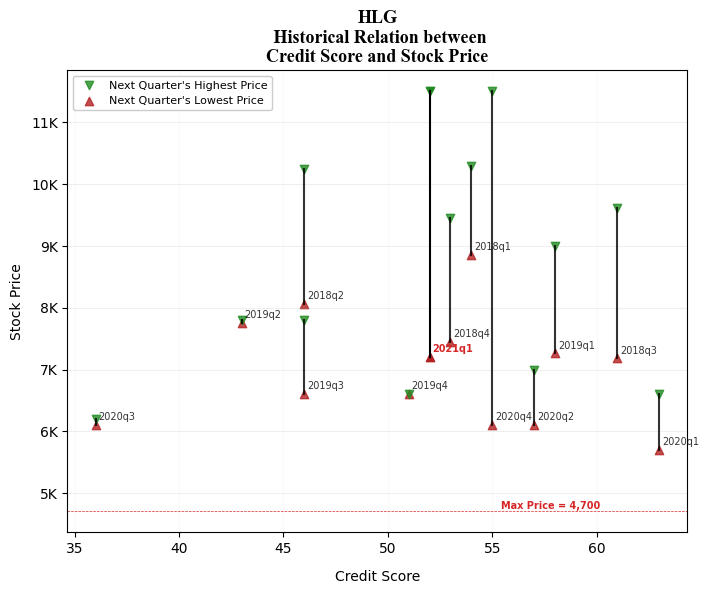 HLG
Historical Relation between
Credit Score and Stock Price
Next Quarter's Highest Price
Next Quarter's Lowest Price
11K
10K
9K
8K
7K
6K
5K
Stock Price
2018q1
2018q2
2019q2
2018q4
2021q1
2019q1
2018q3
2019q3
2019q4
2020q3
2020q4
2020q2
2020q1
Max Price = 4,700
35
40
45
50
55
60
Credit Score